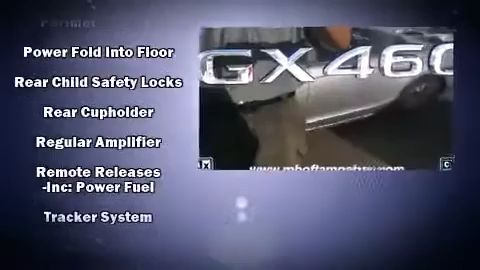 Power Fold Into Floor
Rear Child Safety Locks
Rear Cupholder
Regular Amplifier
Remote Releases
-Inc: Power Fuel
Tracker System
GX460